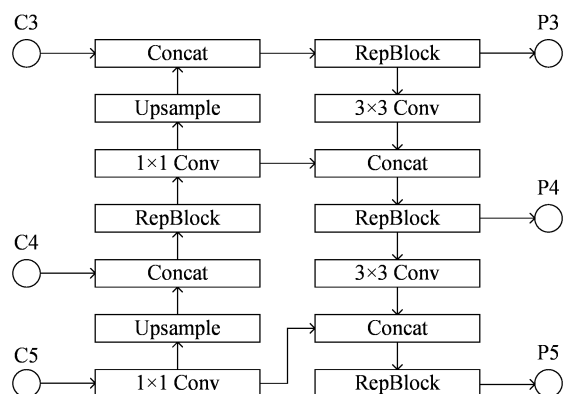 C3
P3
Concat
RepBlock
Upsample
3×3 Conv
1×1 Conv
Concat
RepBlock
RepBlock
P4
C4
Concat
3×3 Conv
Upsample
Concat
C5
P5
1×1 Conv
RepBlock